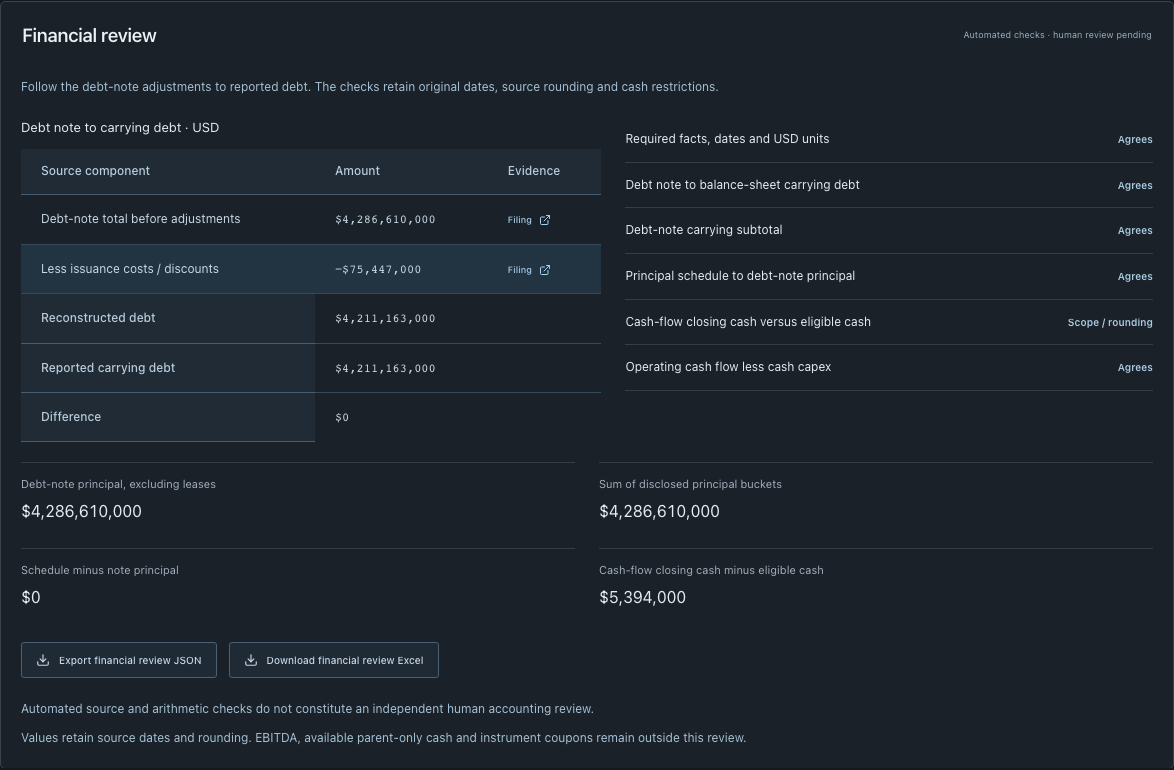 Financial review
Automated checks · human review pending
Follow the debt-note adjustments to reported debt. The checks retain original dates, source rounding and cash restrictions.
Debt note to carrying debt · USD
Source component Amount Evidence
Debt-note total before adjustments $4,286,610,000 Filing
Less issuance costs / discounts −$75,447,000 Filing
Reconstructed debt $4,211,163,000
Reported carrying debt $4,211,163,000
Difference $0
Required facts, dates and USD units Agrees
Debt note to balance-sheet carrying debt Agrees
Debt-note carrying subtotal Agrees
Principal schedule to debt-note principal Agrees
Cash-flow closing cash versus eligible cash Scope / rounding
Operating cash flow less cash capex Agrees
Debt-note principal, excluding leases
$4,286,610,000
Sum of disclosed principal buckets
$4,286,610,000
Schedule minus note principal
$0
Cash-flow closing cash minus eligible cash
$5,394,000
Export financial review JSON
Download financial review Excel
Automated source and arithmetic checks do not constitute an independent human accounting review.
Values retain source dates and rounding. EBITDA, available parent-only cash and instrument coupons remain outside this review.